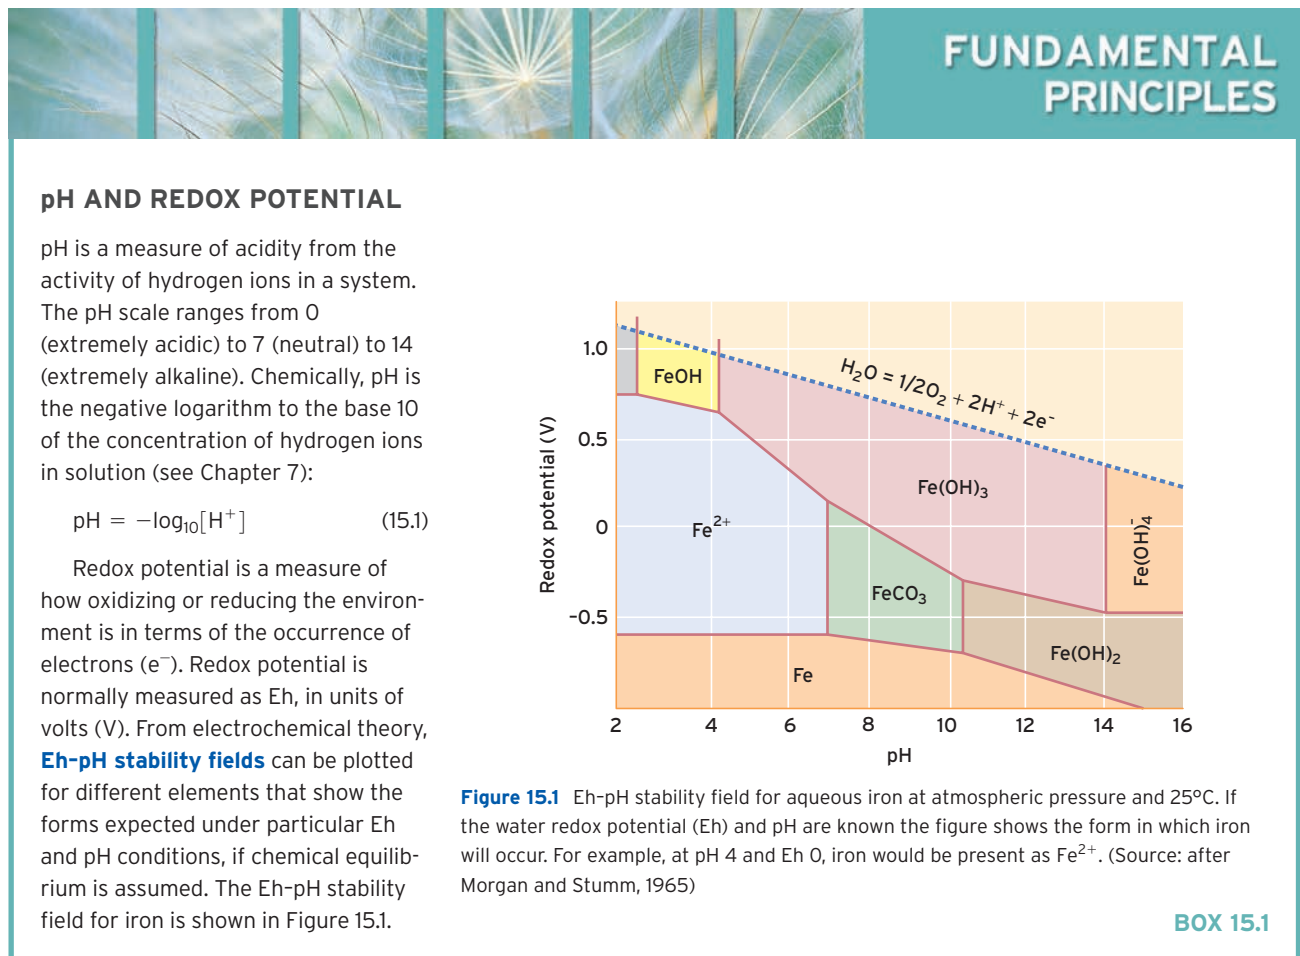 FUNDAMENTAL
PRINCIPLES
pH AND REDOX POTENTIAL
pH is a measure of acidity from the
activity of hydrogen ions in a system.
The pH scale ranges from 0
(extremely acidic) to 7 (neutral) to 14
(extremely alkaline). Chemically, pH is
the negative logarithm to the base 10
of the concentration of hydrogen ions
in solution (see Chapter 7):
pH = −log₁₀[H⁺] (15.1)
Redox potential is a measure of
how oxidizing or reducing the environ-
ment is in terms of the occurrence of
electrons (e⁻). Redox potential is
normally measured as Eh, in units of
volts (V). From electrochemical theory,
Eh–pH stability fields can be plotted
for different elements that show the
forms expected under particular Eh
and pH conditions, if chemical equilib-
rium is assumed. The Eh–pH stability
field for iron is shown in Figure 15.1.
Redox potential (V)
1.0
0.5
0
−0.5
FeOH
H₂O = 1/2O₂ + 2H⁺ + 2e⁻
Fe(OH)₃
Fe²⁺
Fe(OH)₄⁻
FeCO₃
Fe(OH)₂
Fe
2 4 6 8 10 12 14 16
pH
Figure 15.1 Eh–pH stability field for aqueous iron at atmospheric pressure and 25°C. If
the water redox potential (Eh) and pH are known the figure shows the form in which iron
will occur. For example, at pH 4 and Eh 0, iron would be present as Fe²⁺. (Source: after
Morgan and Stumm, 1965)
BOX 15.1